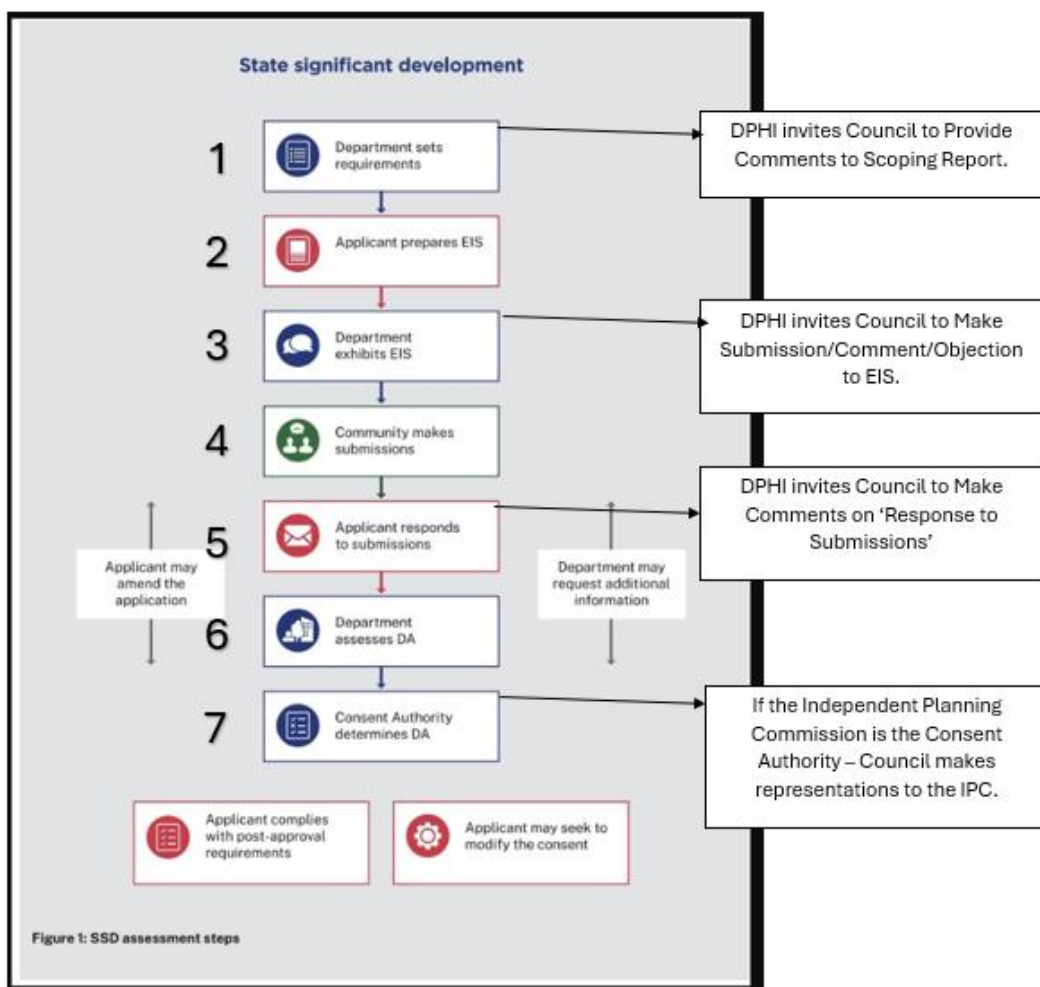 State significant development
1
Department sets
requirements
DPHI invites Council to Provide
Comments to Scoping Report.
2
Applicant prepares EIS
3
Department
exhibits EIS
DPHI invites Council to Make
Submission/Comment/Objection
to EIS.
4
Community makes
submissions
5
Applicant responds
to submissions
DPHI invites Council to Make
Comments on ‘Response to
Submissions’
Applicant may
amend the
application
Department may
request additional
information
6
Department
assesses DA
7
Consent Authority
determines DA
If the Independent Planning
Commission is the Consent
Authority – Council makes
representations to the IPC.
Applicant complies
with post-approval
requirements
Applicant may seek to
modify the consent
Figure 1: SSD assessment steps